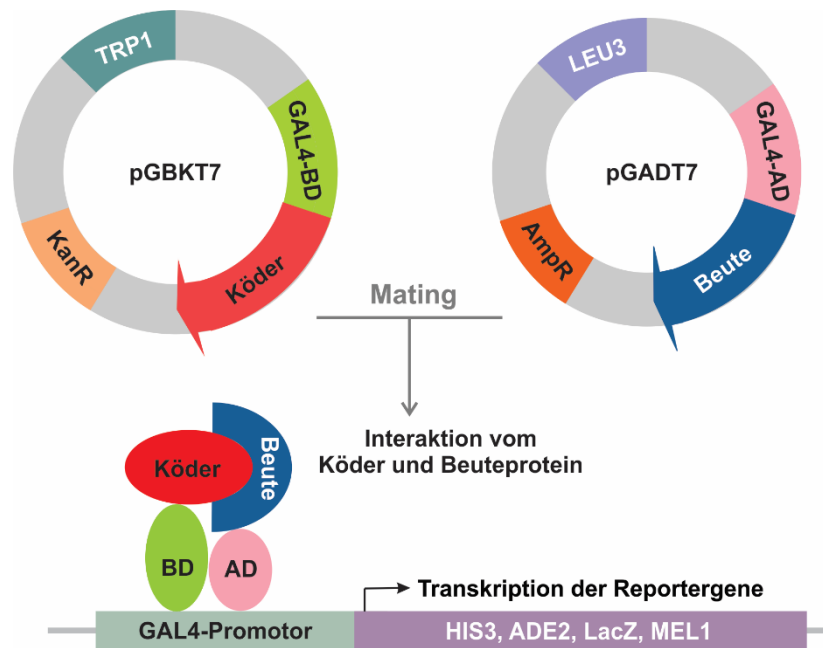 TRP1
GAL4-BD
pGBKT7
KanR
Köder
LEU3
GAL4-AD
pGADT7
AmpR
Beute
Mating
Interaktion vom
Köder und Beuteprotein
Köder
Beute
BD
AD
Transkription der Reportergene
GAL4-Promotor
HIS3, ADE2, LacZ, MEL1